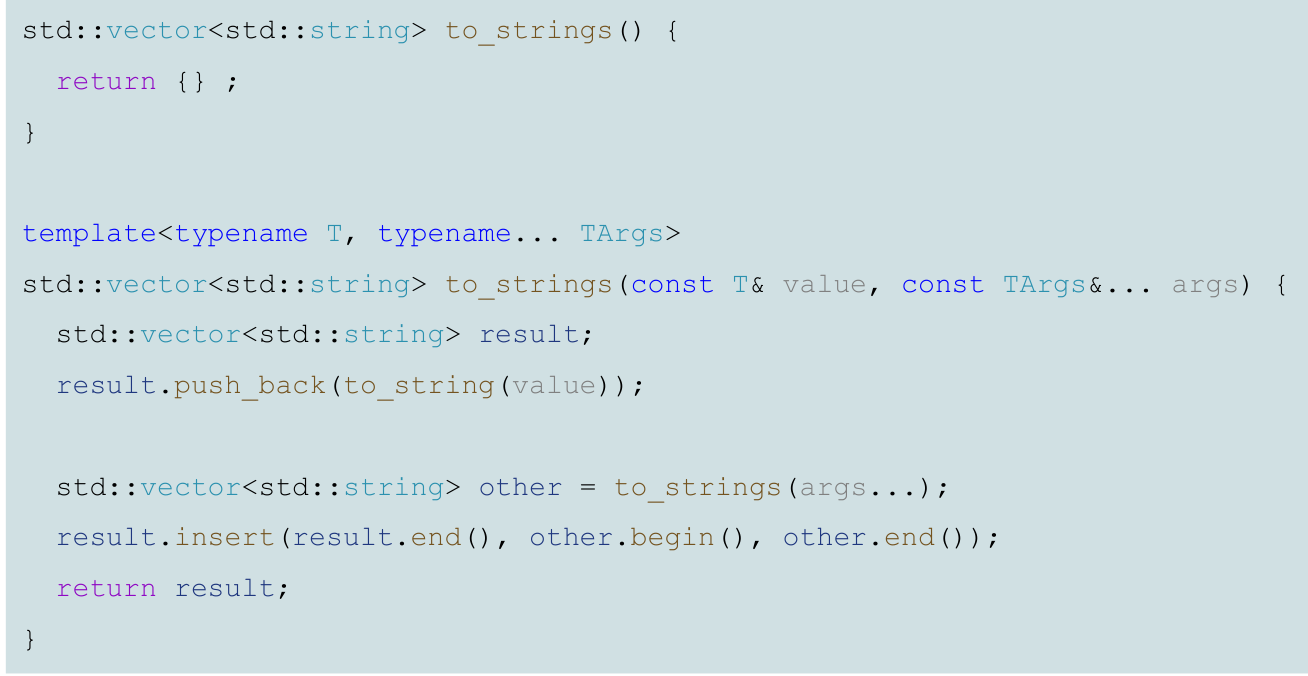 std::vector<std::string> to_strings() {
  return {} ;
}

template<typename T, typename... TArgs>
std::vector<std::string> to_strings(const T& value, const TArgs&... args) {
  std::vector<std::string> result;
  result.push_back(to_string(value));

  std::vector<std::string> other = to_strings(args...);
  result.insert(result.end(), other.begin(), other.end());
  return result;
}